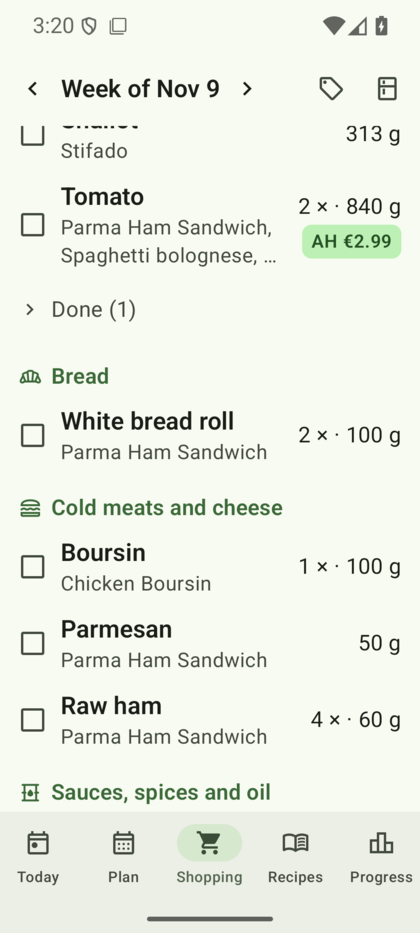 3:20
Week of Nov 9
Shallot
313 g
Stifado
Tomato
2 × · 840 g
Parma Ham Sandwich,
Spaghetti bolognese, ...
AH €2.99
Done (1)
Bread
White bread roll
2 × · 100 g
Parma Ham Sandwich
Cold meats and cheese
Boursin
1 × · 100 g
Chicken Boursin
Parmesan
50 g
Parma Ham Sandwich
Raw ham
4 × · 60 g
Parma Ham Sandwich
Sauces, spices and oil
Today
Plan
Shopping
Recipes
Progress